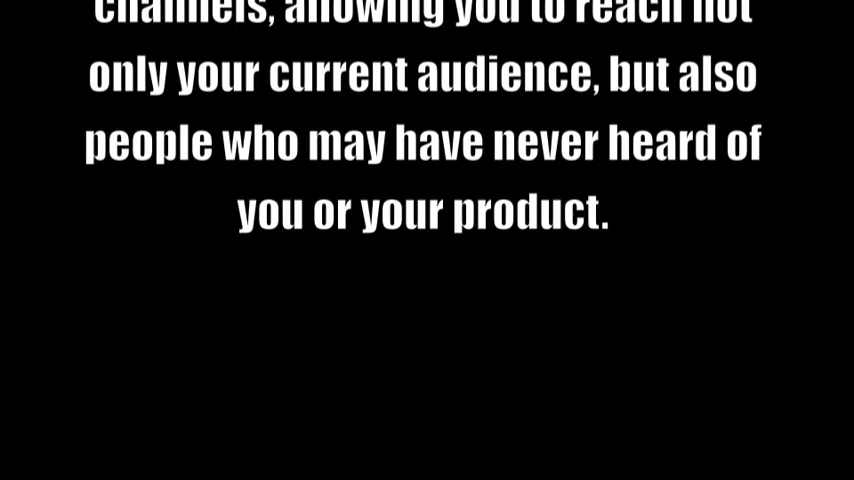 channels, allowing you to reach not
only your current audience, but also
people who may have never heard of
you or your product.